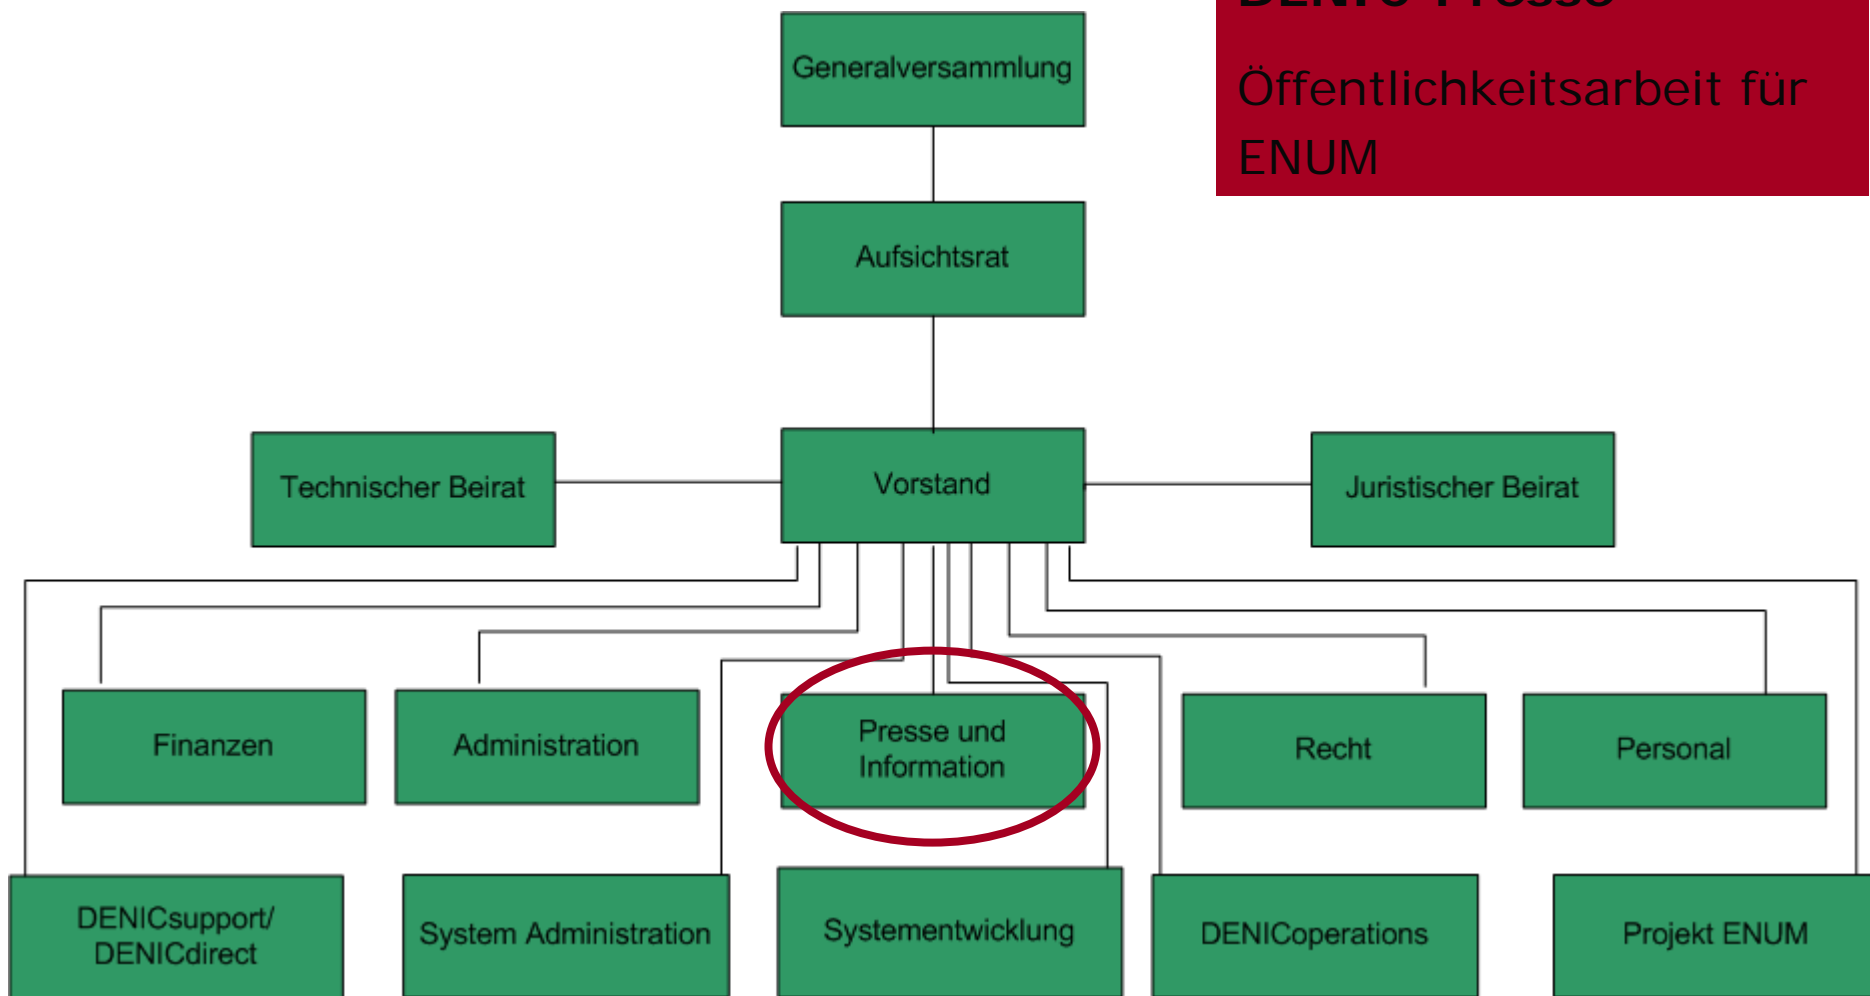 Öffentlichkeitsarbeit für
ENUM
Generalversammlung
Aufsichtsrat
Technischer Beirat
Vorstand
Juristischer Beirat
Finanzen
Administration
Presse und
Information
Recht
Personal
DENICsupport/
DENICdirect
System Administration
Systementwicklung
DENICoperations
Projekt ENUM